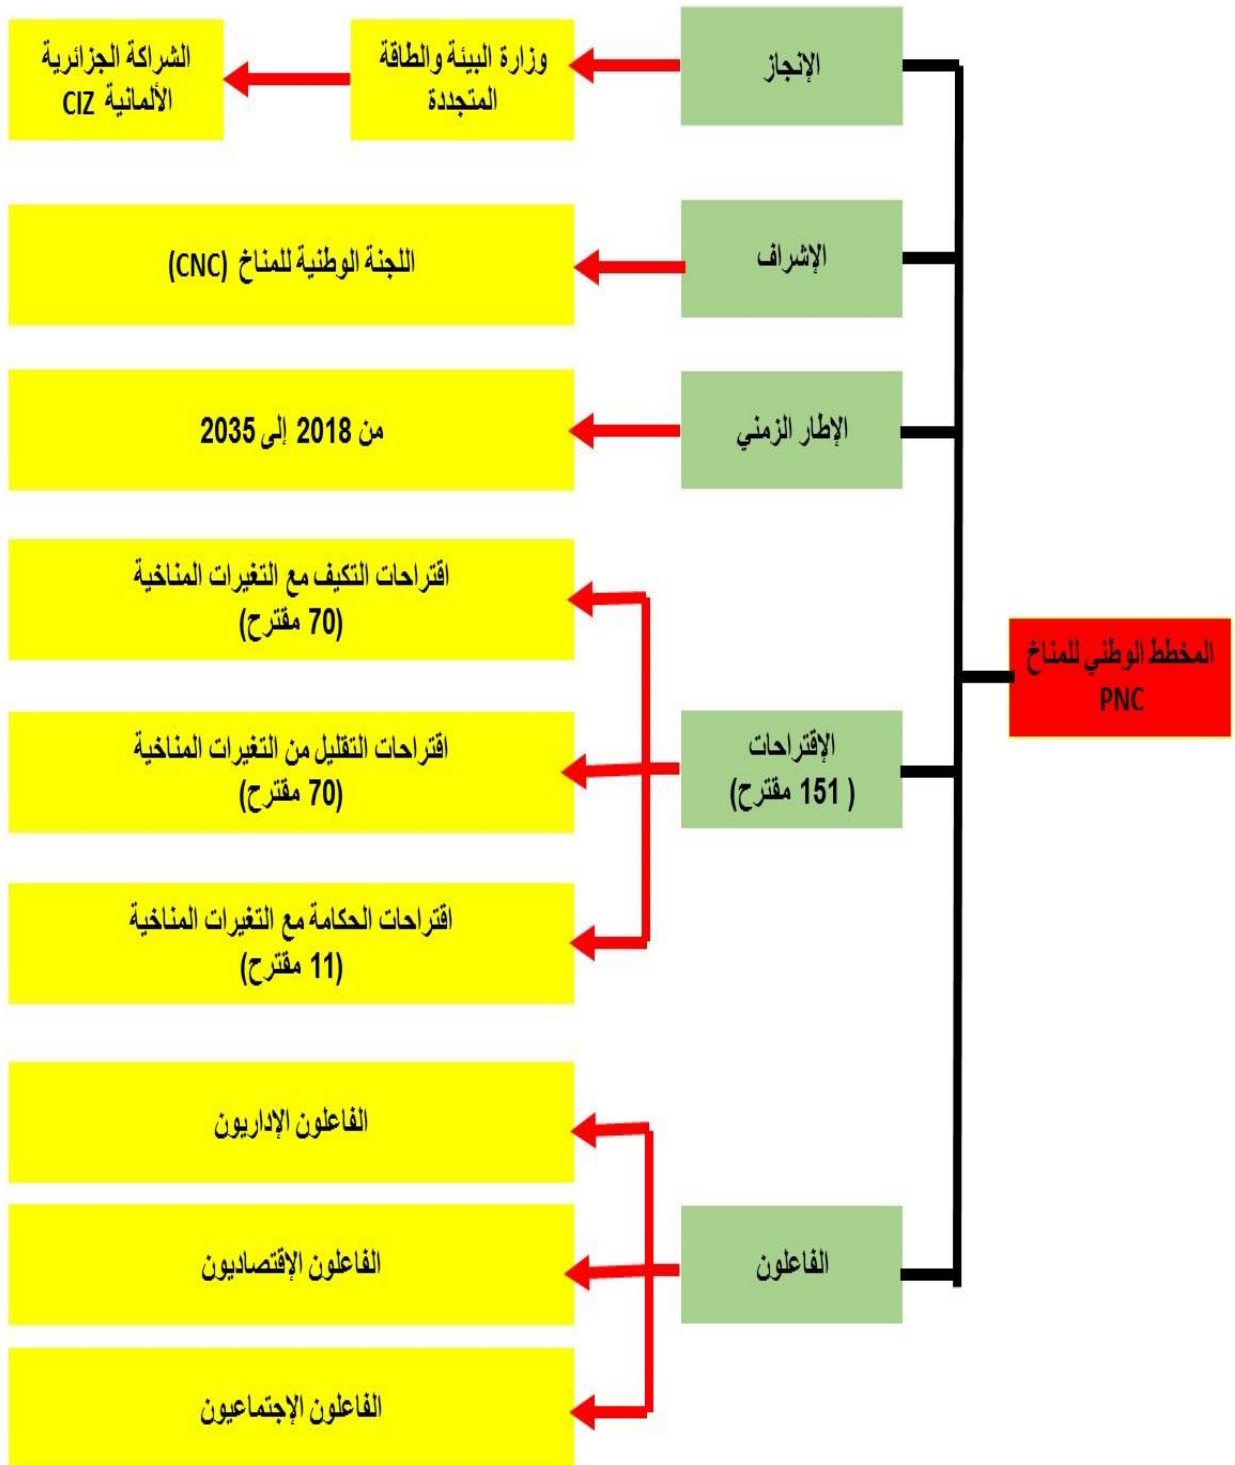 المخطط الوطني للمناخ
PNC
الإنجاز
وزارة البيئة والطاقة
المتجددة
الشراكة الجزائرية
الألمانية CIZ
الإشراف
اللجنة الوطنية للمناخ (CNC)
الإطار الزمني
من 2018 إلى 2035
الإقتراحات
( 151 مقترح)
اقتراحات التكيف مع التغيرات المناخية
(70 مقترح)
اقتراحات التقليل من التغيرات المناخية
(70 مقترح)
اقتراحات الحكامة مع التغيرات المناخية
(11 مقترح)
الفاعلون
الفاعلون الإداريون
الفاعلون الإقتصاديون
الفاعلون الإجتماعيون